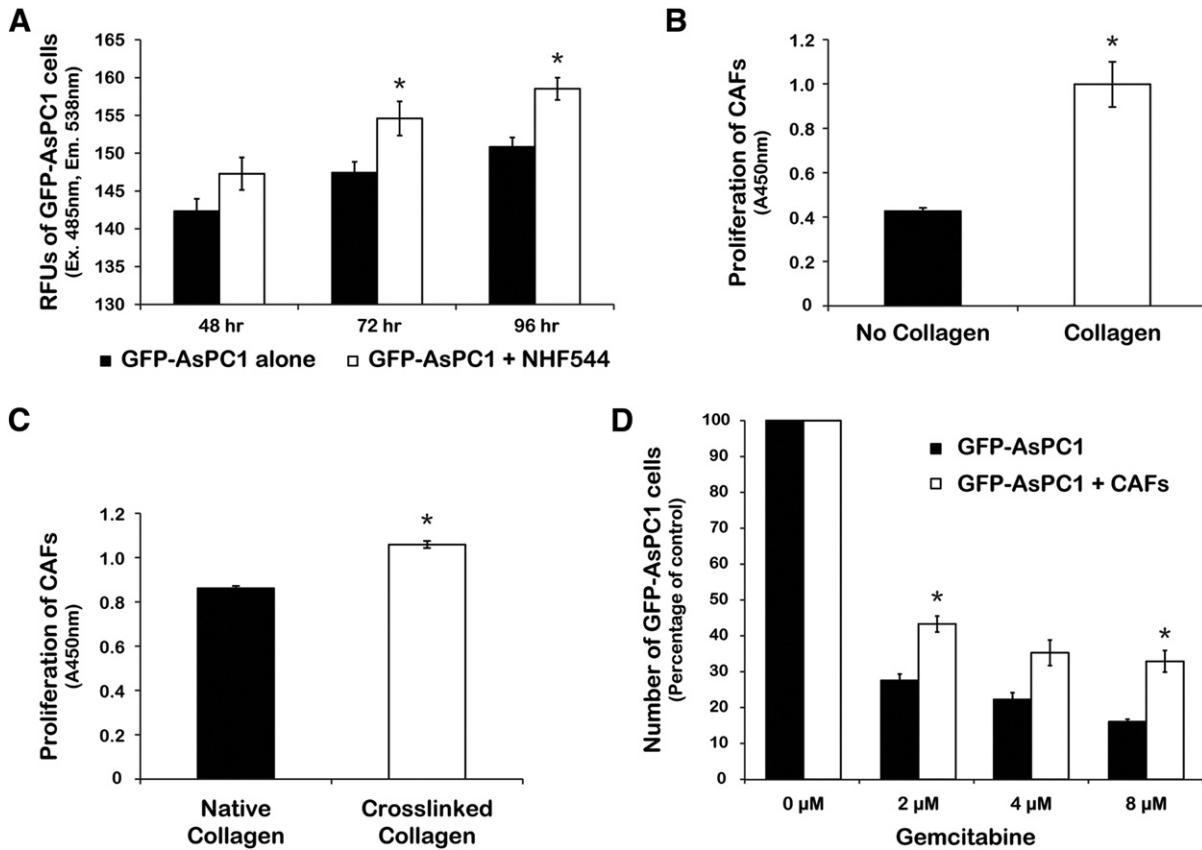 A
RFUs of GFP-AsPC1 cells
(Ex. 485nm, Em. 538nm)
165
160
155
150
145
140
135
130
*
*
48 hr
72 hr
96 hr
GFP-AsPC1 alone
GFP-AsPC1 + NHF544
B
Proliferation of CAFs
(A450nm)
1.2
1.0
0.8
0.6
0.4
0.2
0
*
No Collagen
Collagen
C
Proliferation of CAFs
(A450nm)
1.2
1.0
0.8
0.6
0.4
0.2
0
*
Native
Collagen
Crosslinked
Collagen
D
Number of GFP-AsPC1 cells
(Percentage of control)
100
90
80
70
60
50
40
30
20
10
0
GFP-AsPC1
GFP-AsPC1 + CAFs
*
*
0 µM
2 µM
4 µM
8 µM
Gemcitabine